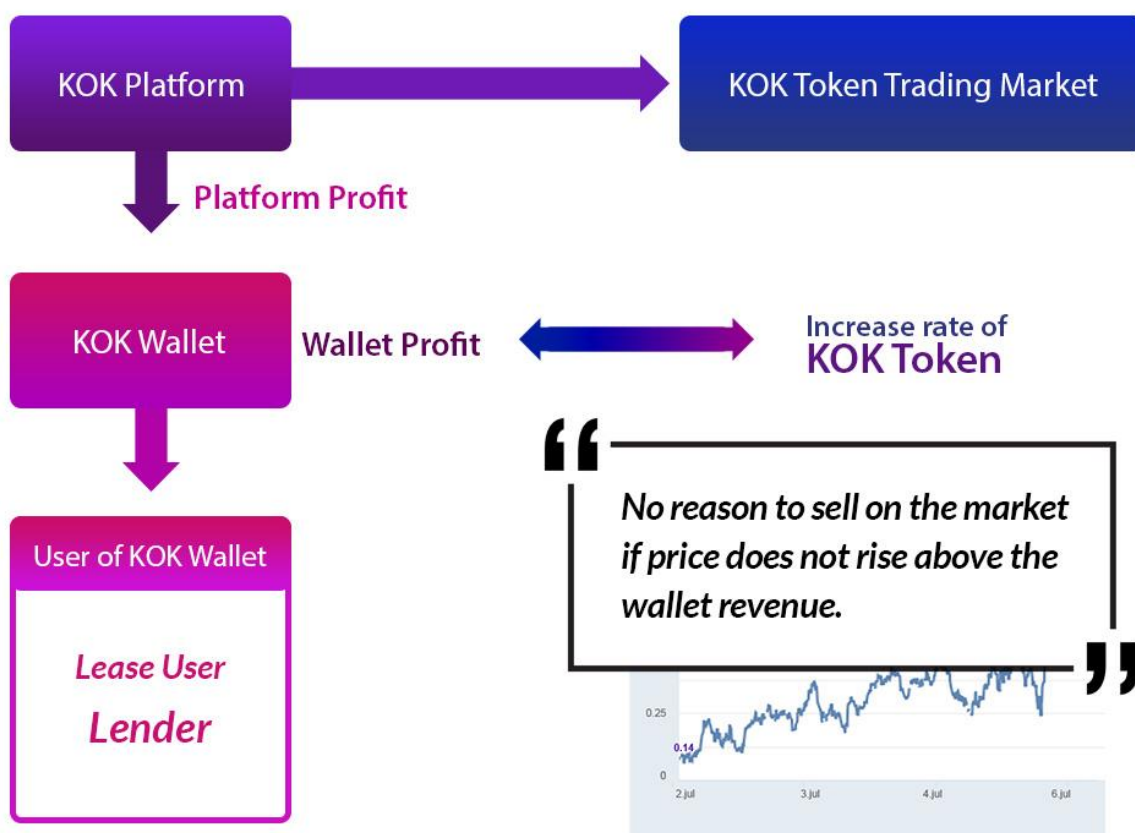 KOK Platform
KOK Token Trading Market
Platform Profit
KOK Wallet
Wallet Profit
Increase rate of
KOK Token
User of KOK Wallet
Lease User
Lender
“
No reason to sell on the market
if price does not rise above the
wallet revenue.
”
0.25
0.14
0
2.jul
3.jul
4.jul
6.jul